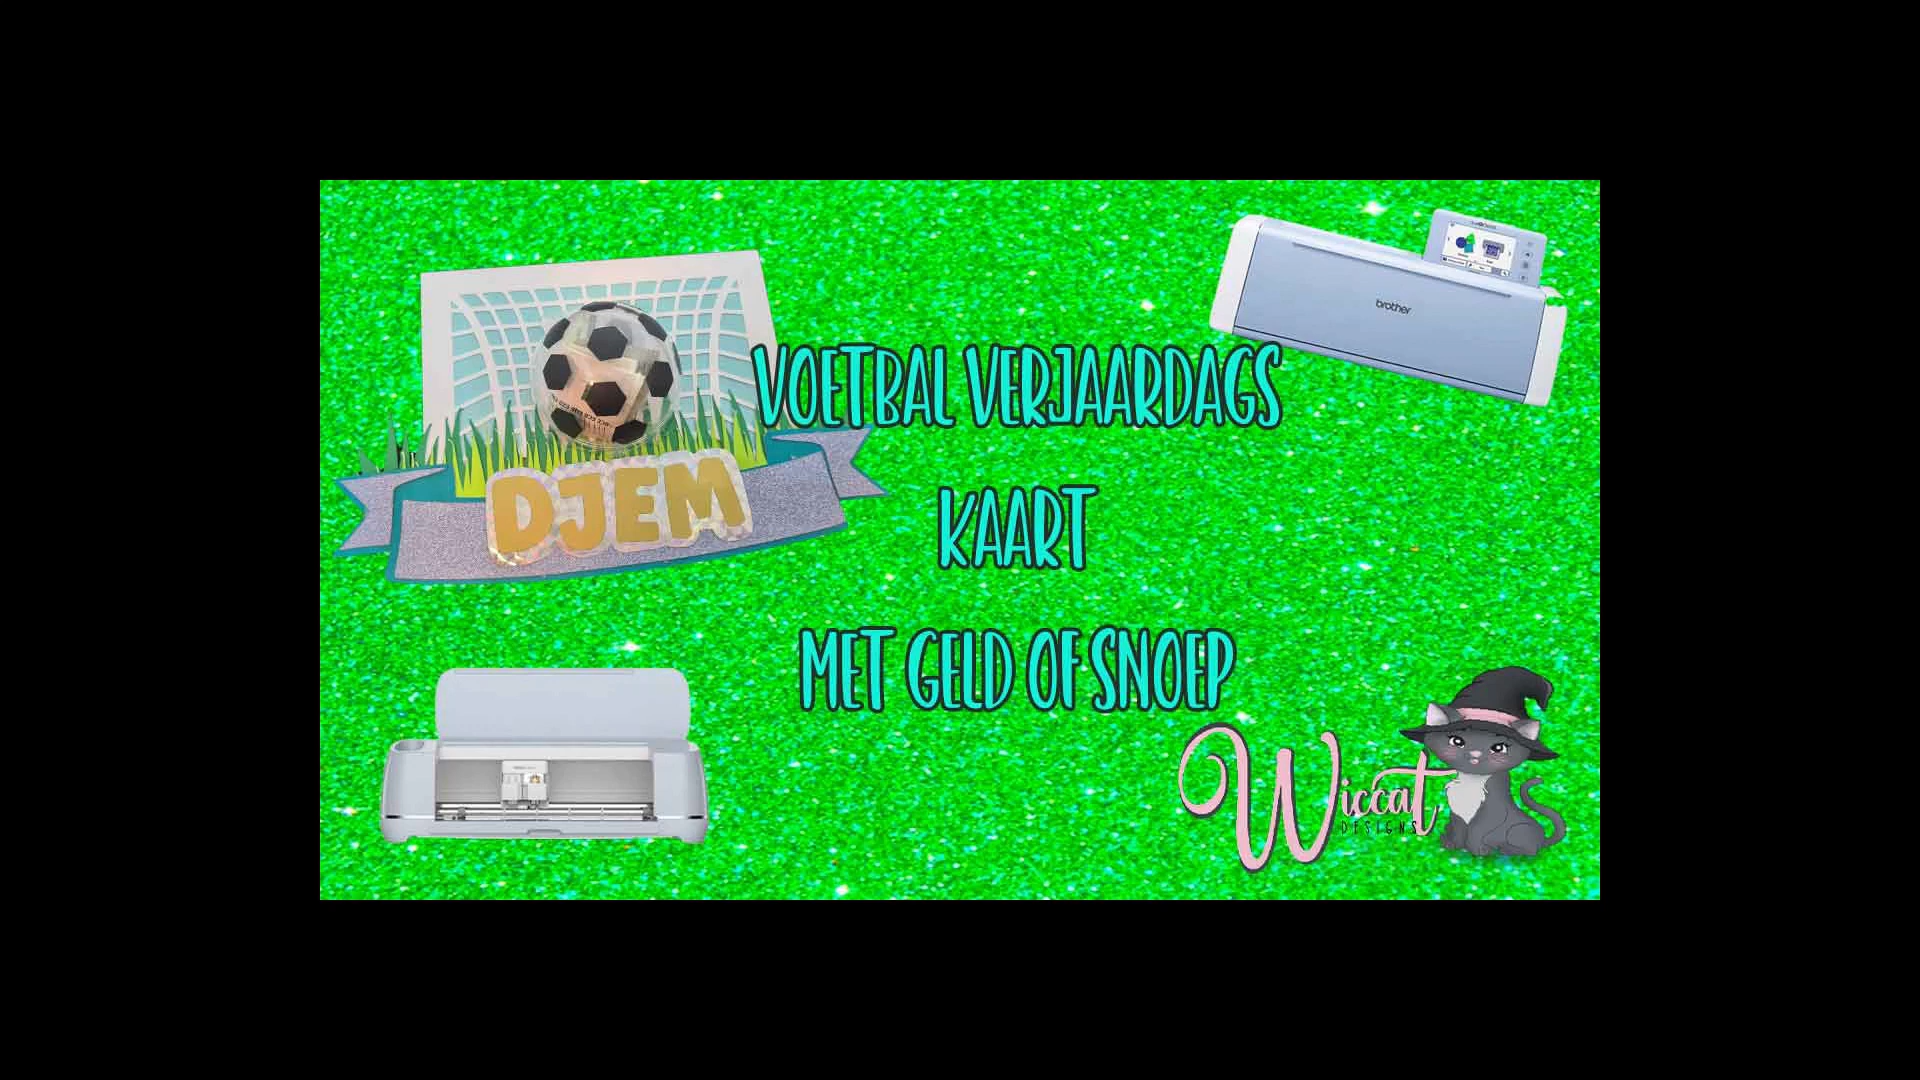 brother
VOETBAL VERJAARDAGS
KAART
DJEM
MET GELD OF SNOEP
Wiccat
DESIGNS